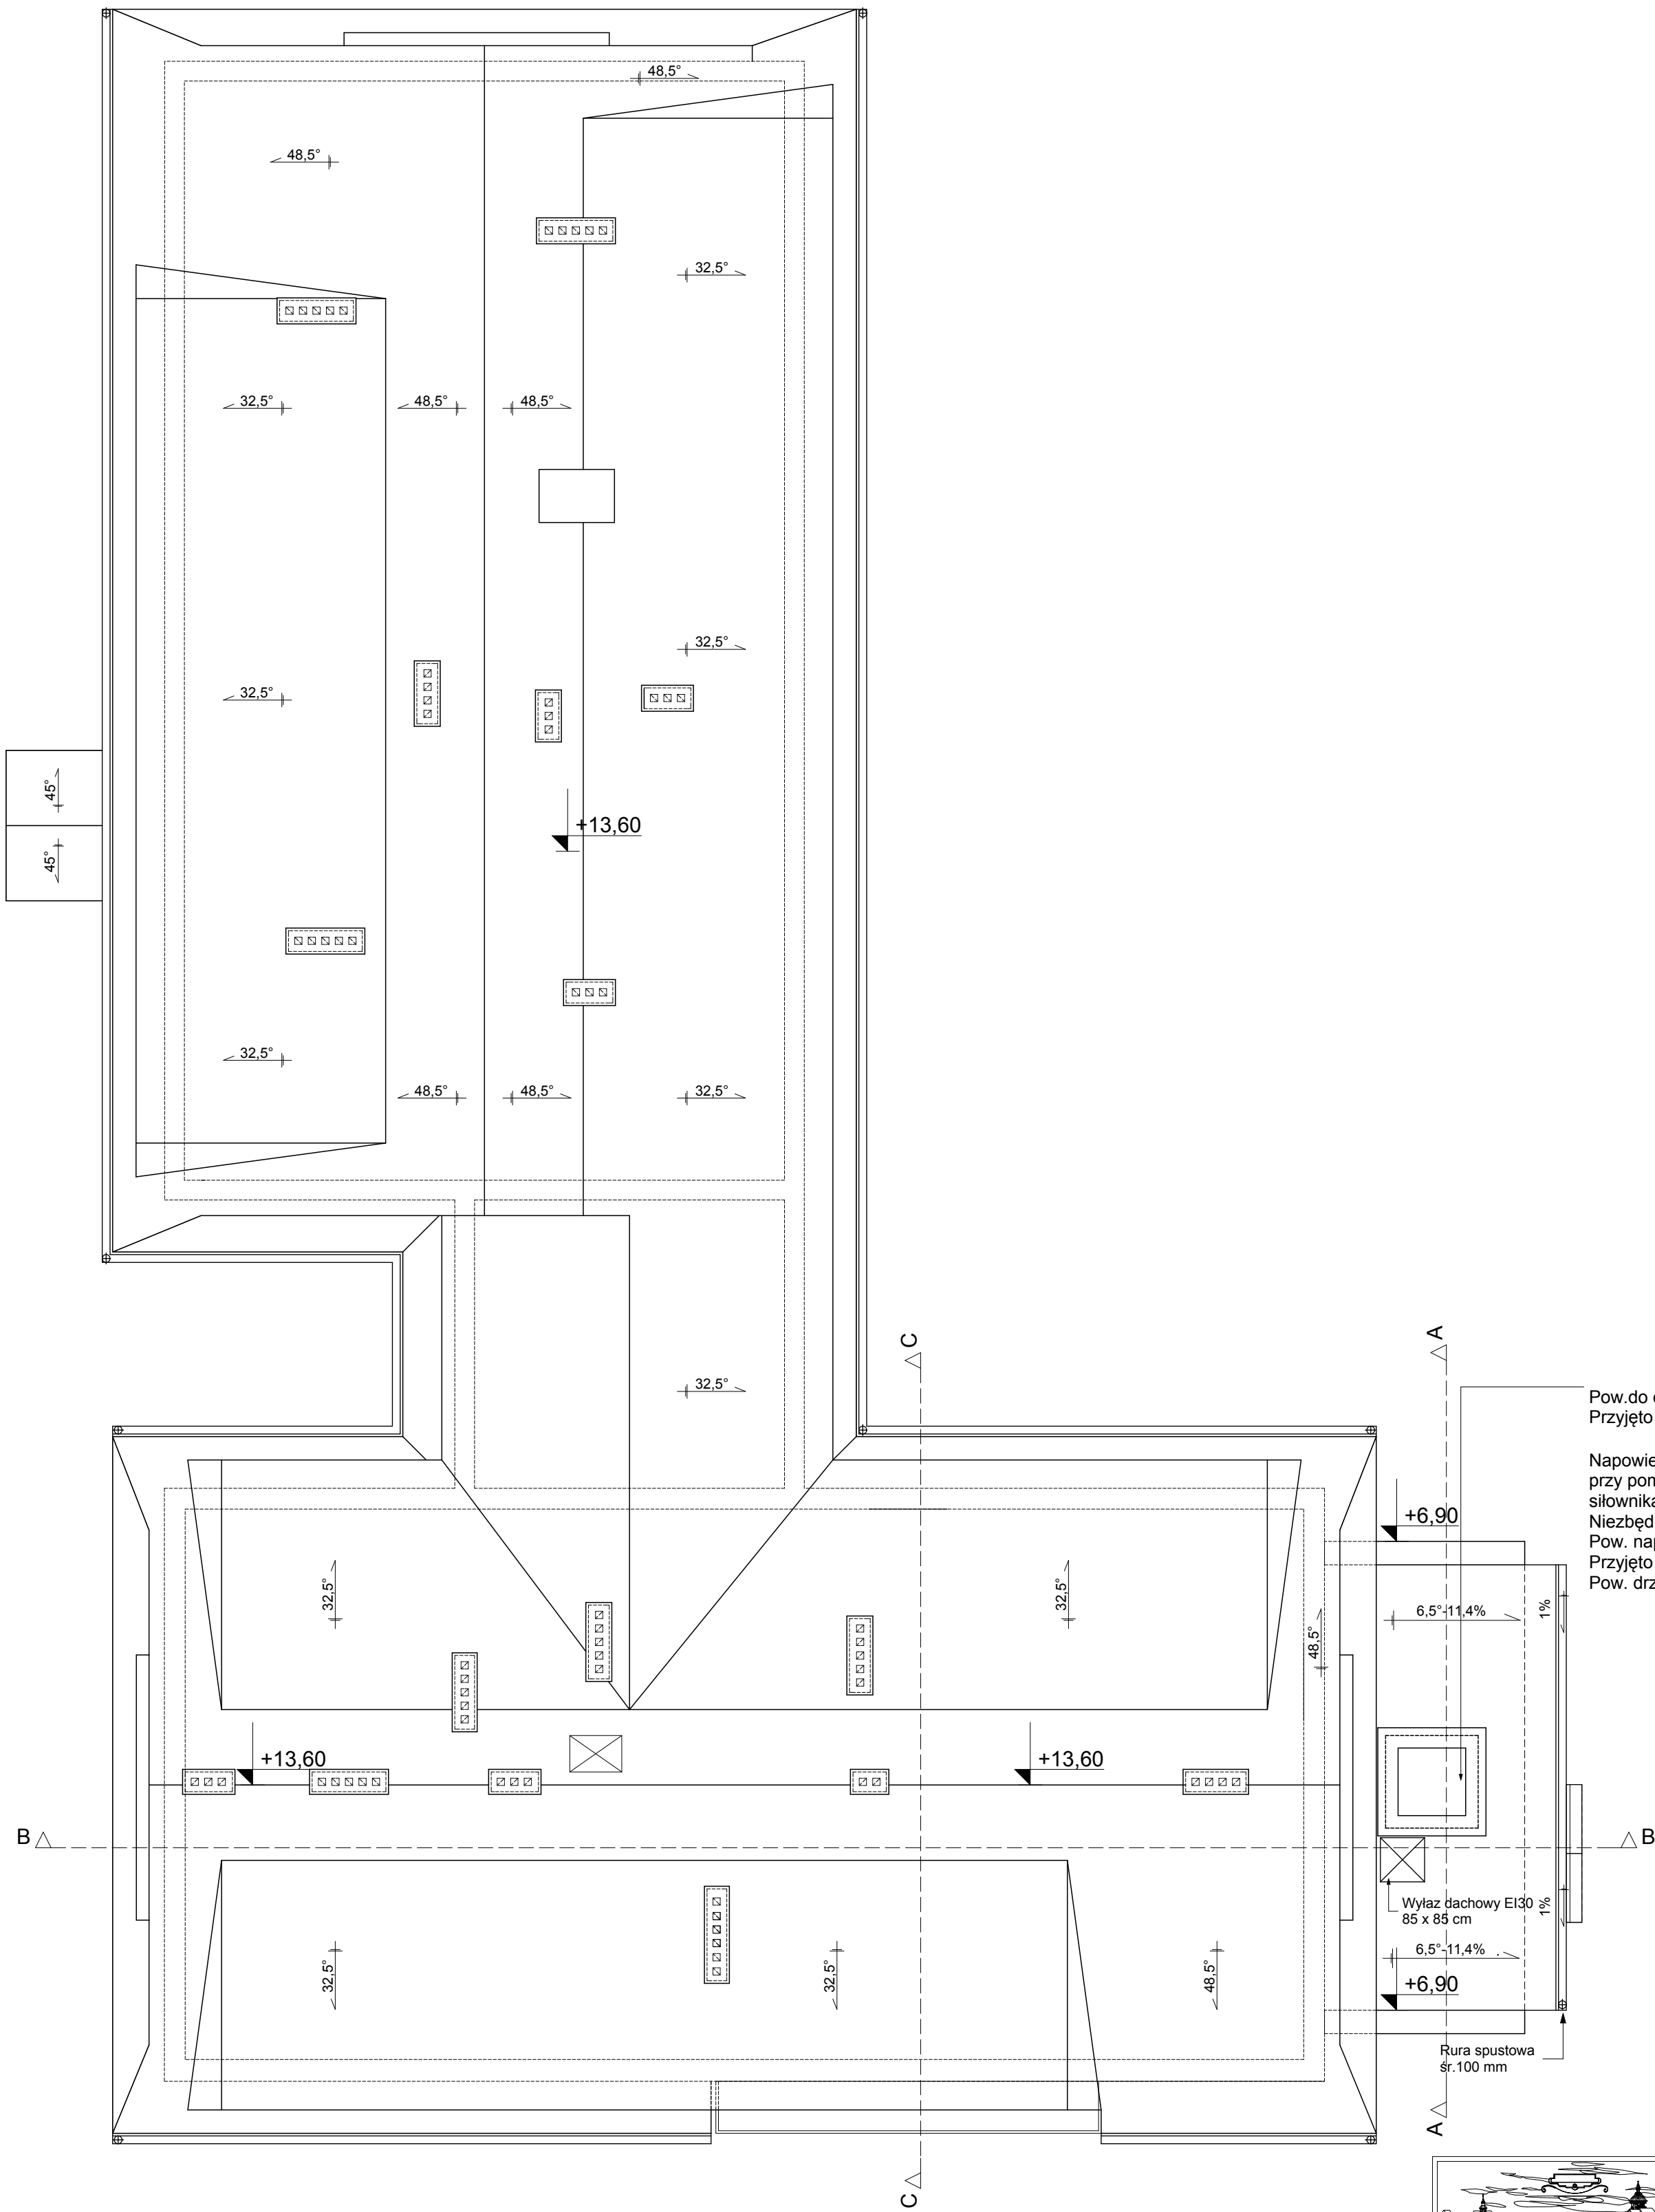 48,5°
48,5°
32,5°
32,5°
48,5°
48,5°
32,5°
32,5°
45°
+13,60
45°
32,5°
48,5°
48,5°
32,5°
C
A
32,5°
Pow.do
Przyjęto
Napowie
przy pom
siłownika
Niezbęd
Pow. nap
Przyjęto
Pow. drz
+6,90
32,5°
32,5°
48,5°
6,5°-11,4%
1%
+13,60
+13,60
B
B
Wyłaz dachowy EI30
85 x 85 cm
1%
6,5°-11,4%
32,5°
32,5°
48,5°
+6,90
Rura spustowa
śr.100 mm
A
C